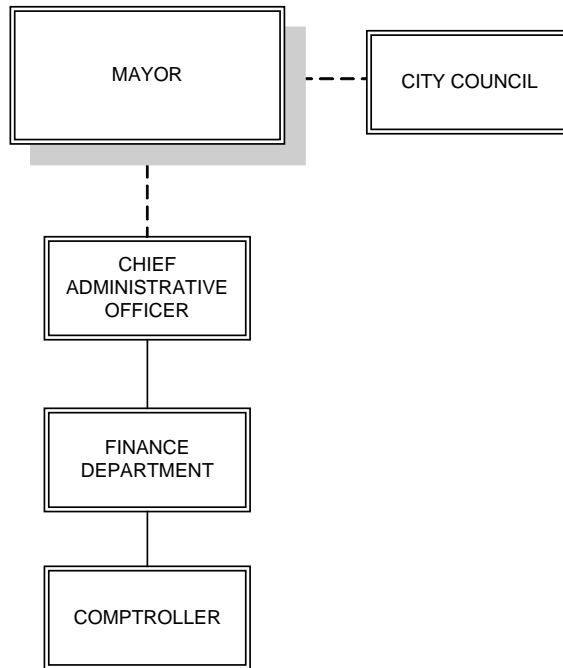 MAYOR
CITY COUNCIL
CHIEF
ADMINISTRATIVE
OFFICER
FINANCE
DEPARTMENT
COMPTROLLER